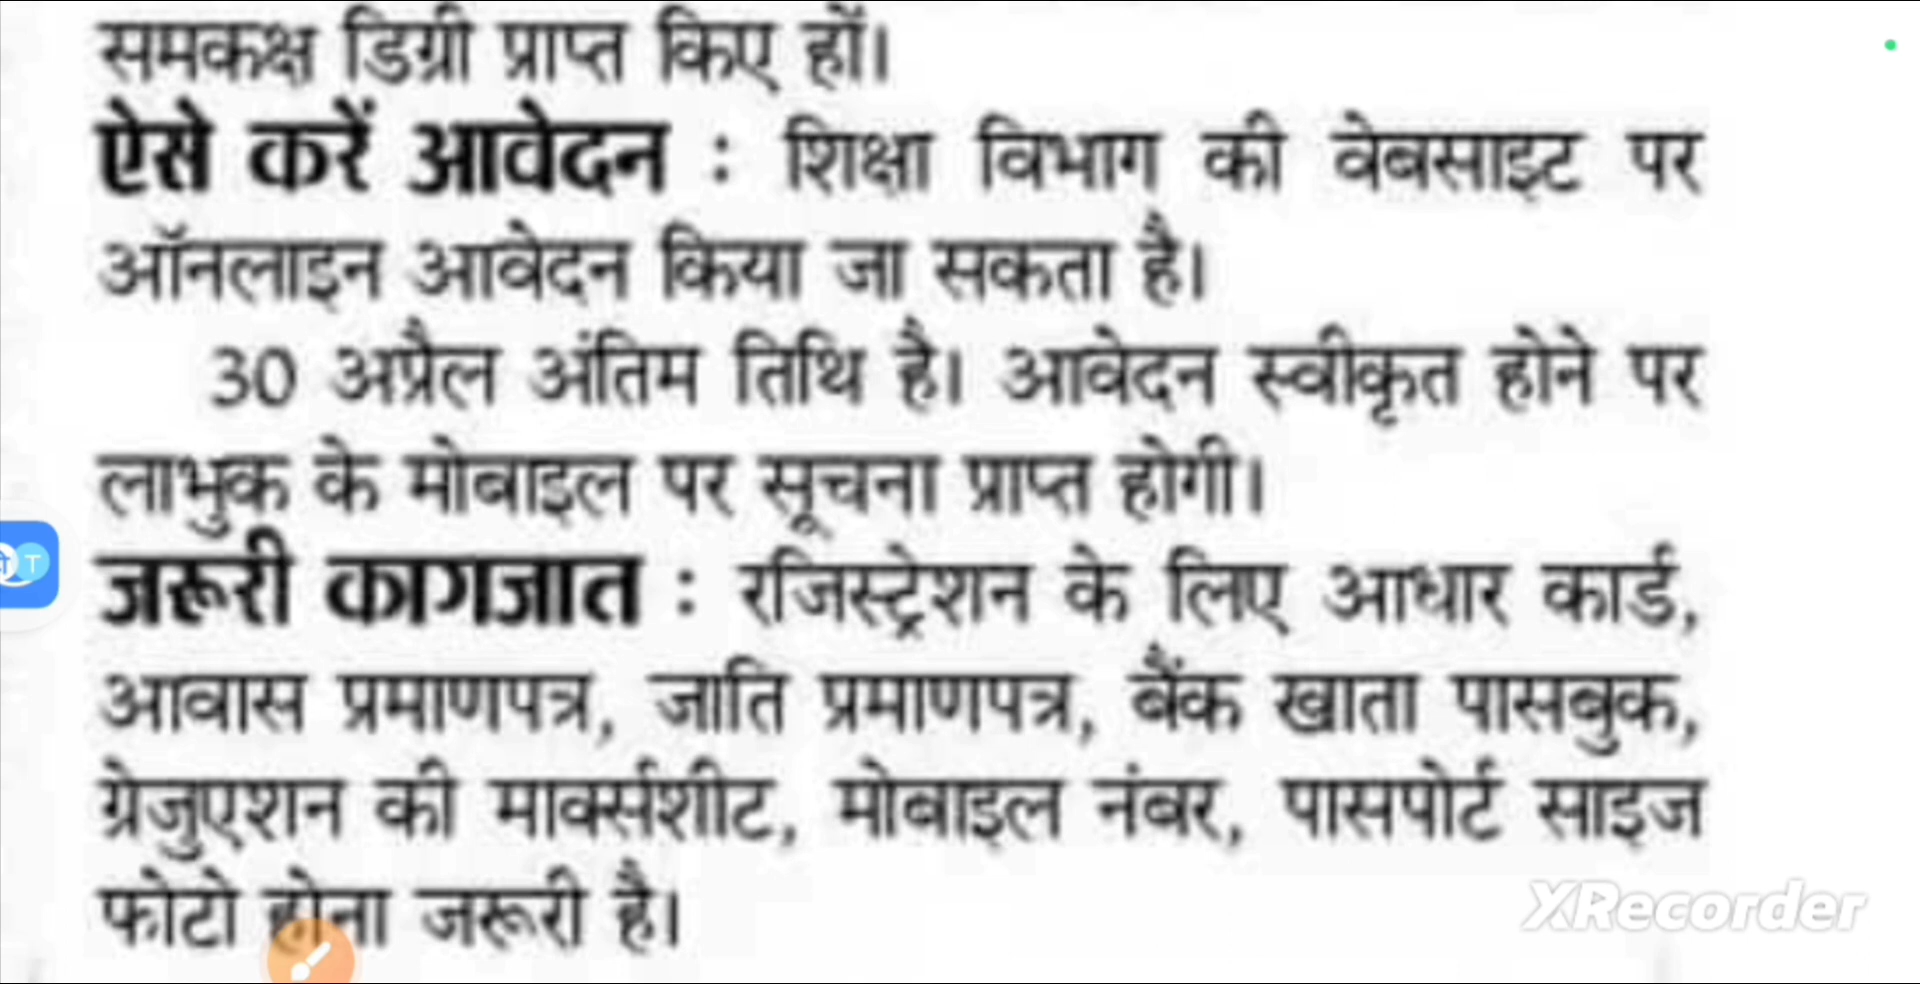 समकक्ष डिग्री प्राप्त किए हों।
ऐसे करें आवेदन : शिक्षा विभाग की वेबसाइट पर
ऑनलाइन आवेदन किया जा सकता है।
30 अप्रैल अंतिम तिथि है। आवेदन स्वीकृत होने पर
लाभुक के मोबाइल पर सूचना प्राप्त होगी।
जरूरी कागजात : रजिस्ट्रेशन के लिए आधार कार्ड,
आवास प्रमाणपत्र, जाति प्रमाणपत्र, बैंक खाता पासबुक,
ग्रेजुएशन की मार्क्सशीट, मोबाइल नंबर, पासपोर्ट साइज
फोटो होना जरूरी है।
T
XRecorder